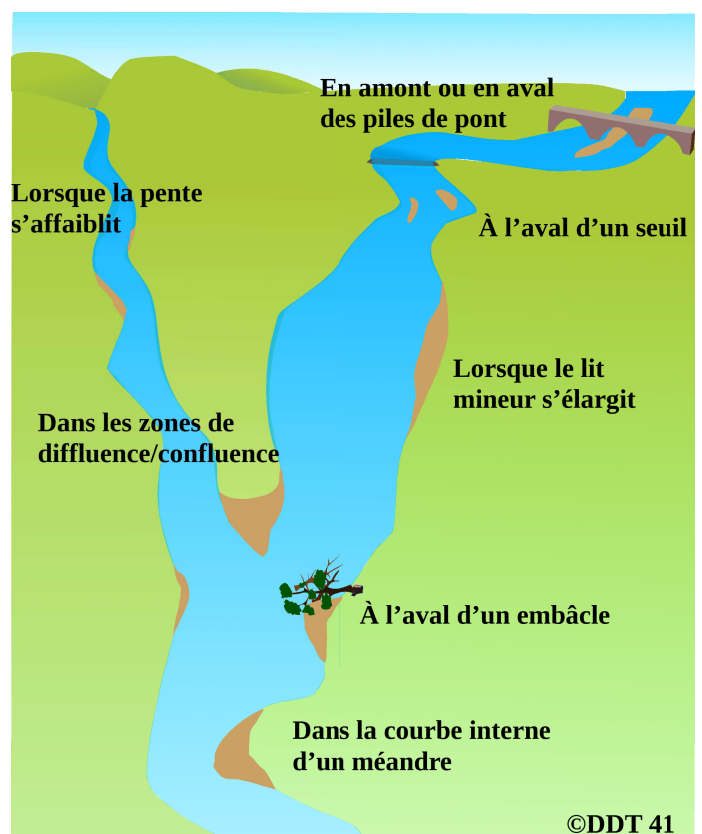 En amont ou en aval
des piles de pont
Lorsque la pente
s’affaiblit
À l’aval d’un seuil
Lorsque le lit
mineur s’élargit
Dans les zones de
diffluence/confluence
À l’aval d’un embâcle
Dans la courbe interne
d’un méandre
©DDT 41